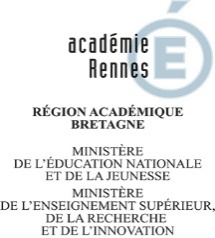 académie
Rennes
É
RÉGION ACADÉMIQUE
BRETAGNE
MINISTÈRE
DE L'ÉDUCATION NATIONALE
ET DE LA JEUNESSE
MINISTÈRE
DE L'ENSEIGNEMENT SUPÉRIEUR,
DE LA RECHERCHE
ET DE L'INNOVATION